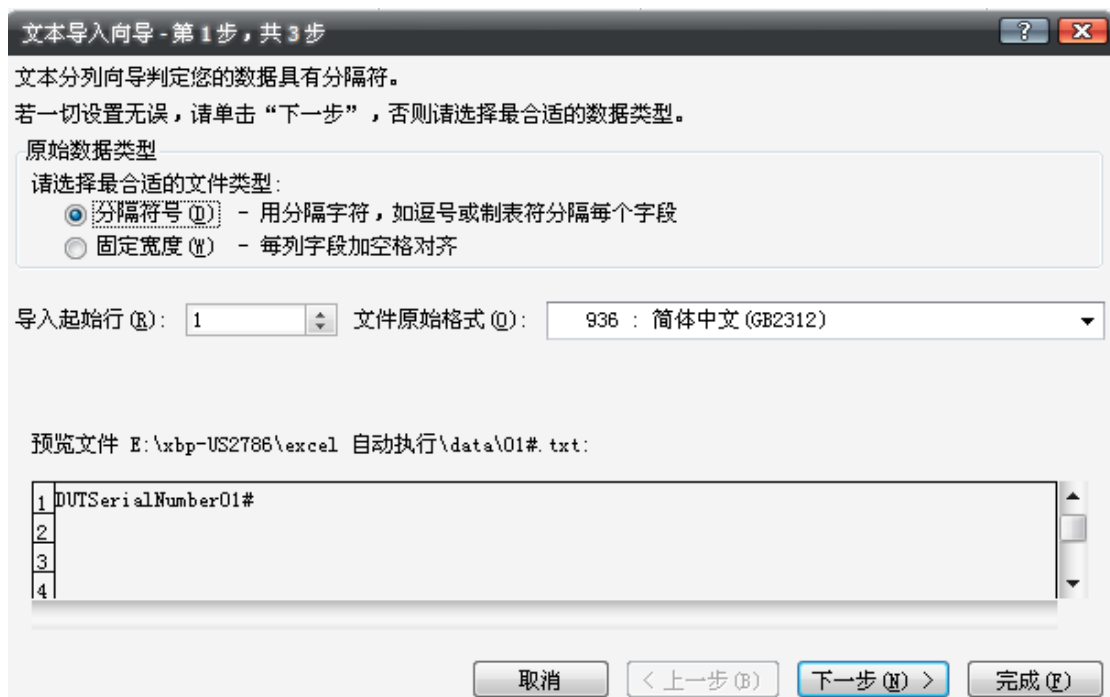 文本导入向导 - 第 1 步，共 3 步
?
文本分列向导判定您的数据具有分隔符。
若一切设置无误，请单击“下一步”，否则请选择最合适的数据类型。
原始数据类型
请选择最合适的文件类型:
分隔符号(D) - 用分隔字符，如逗号或制表符分隔每个字段
固定宽度(W) - 每列字段加空格对齐
导入起始行(R): 1 文件原始格式(O): 936 : 简体中文(GB2312)
预览文件 E:\xbp-US2786\excel 自动执行\data\01#.txt:
1 DUTSerialNumber01#
2
3
4
取消 < 上一步(B) 下一步(N) > 完成(F)